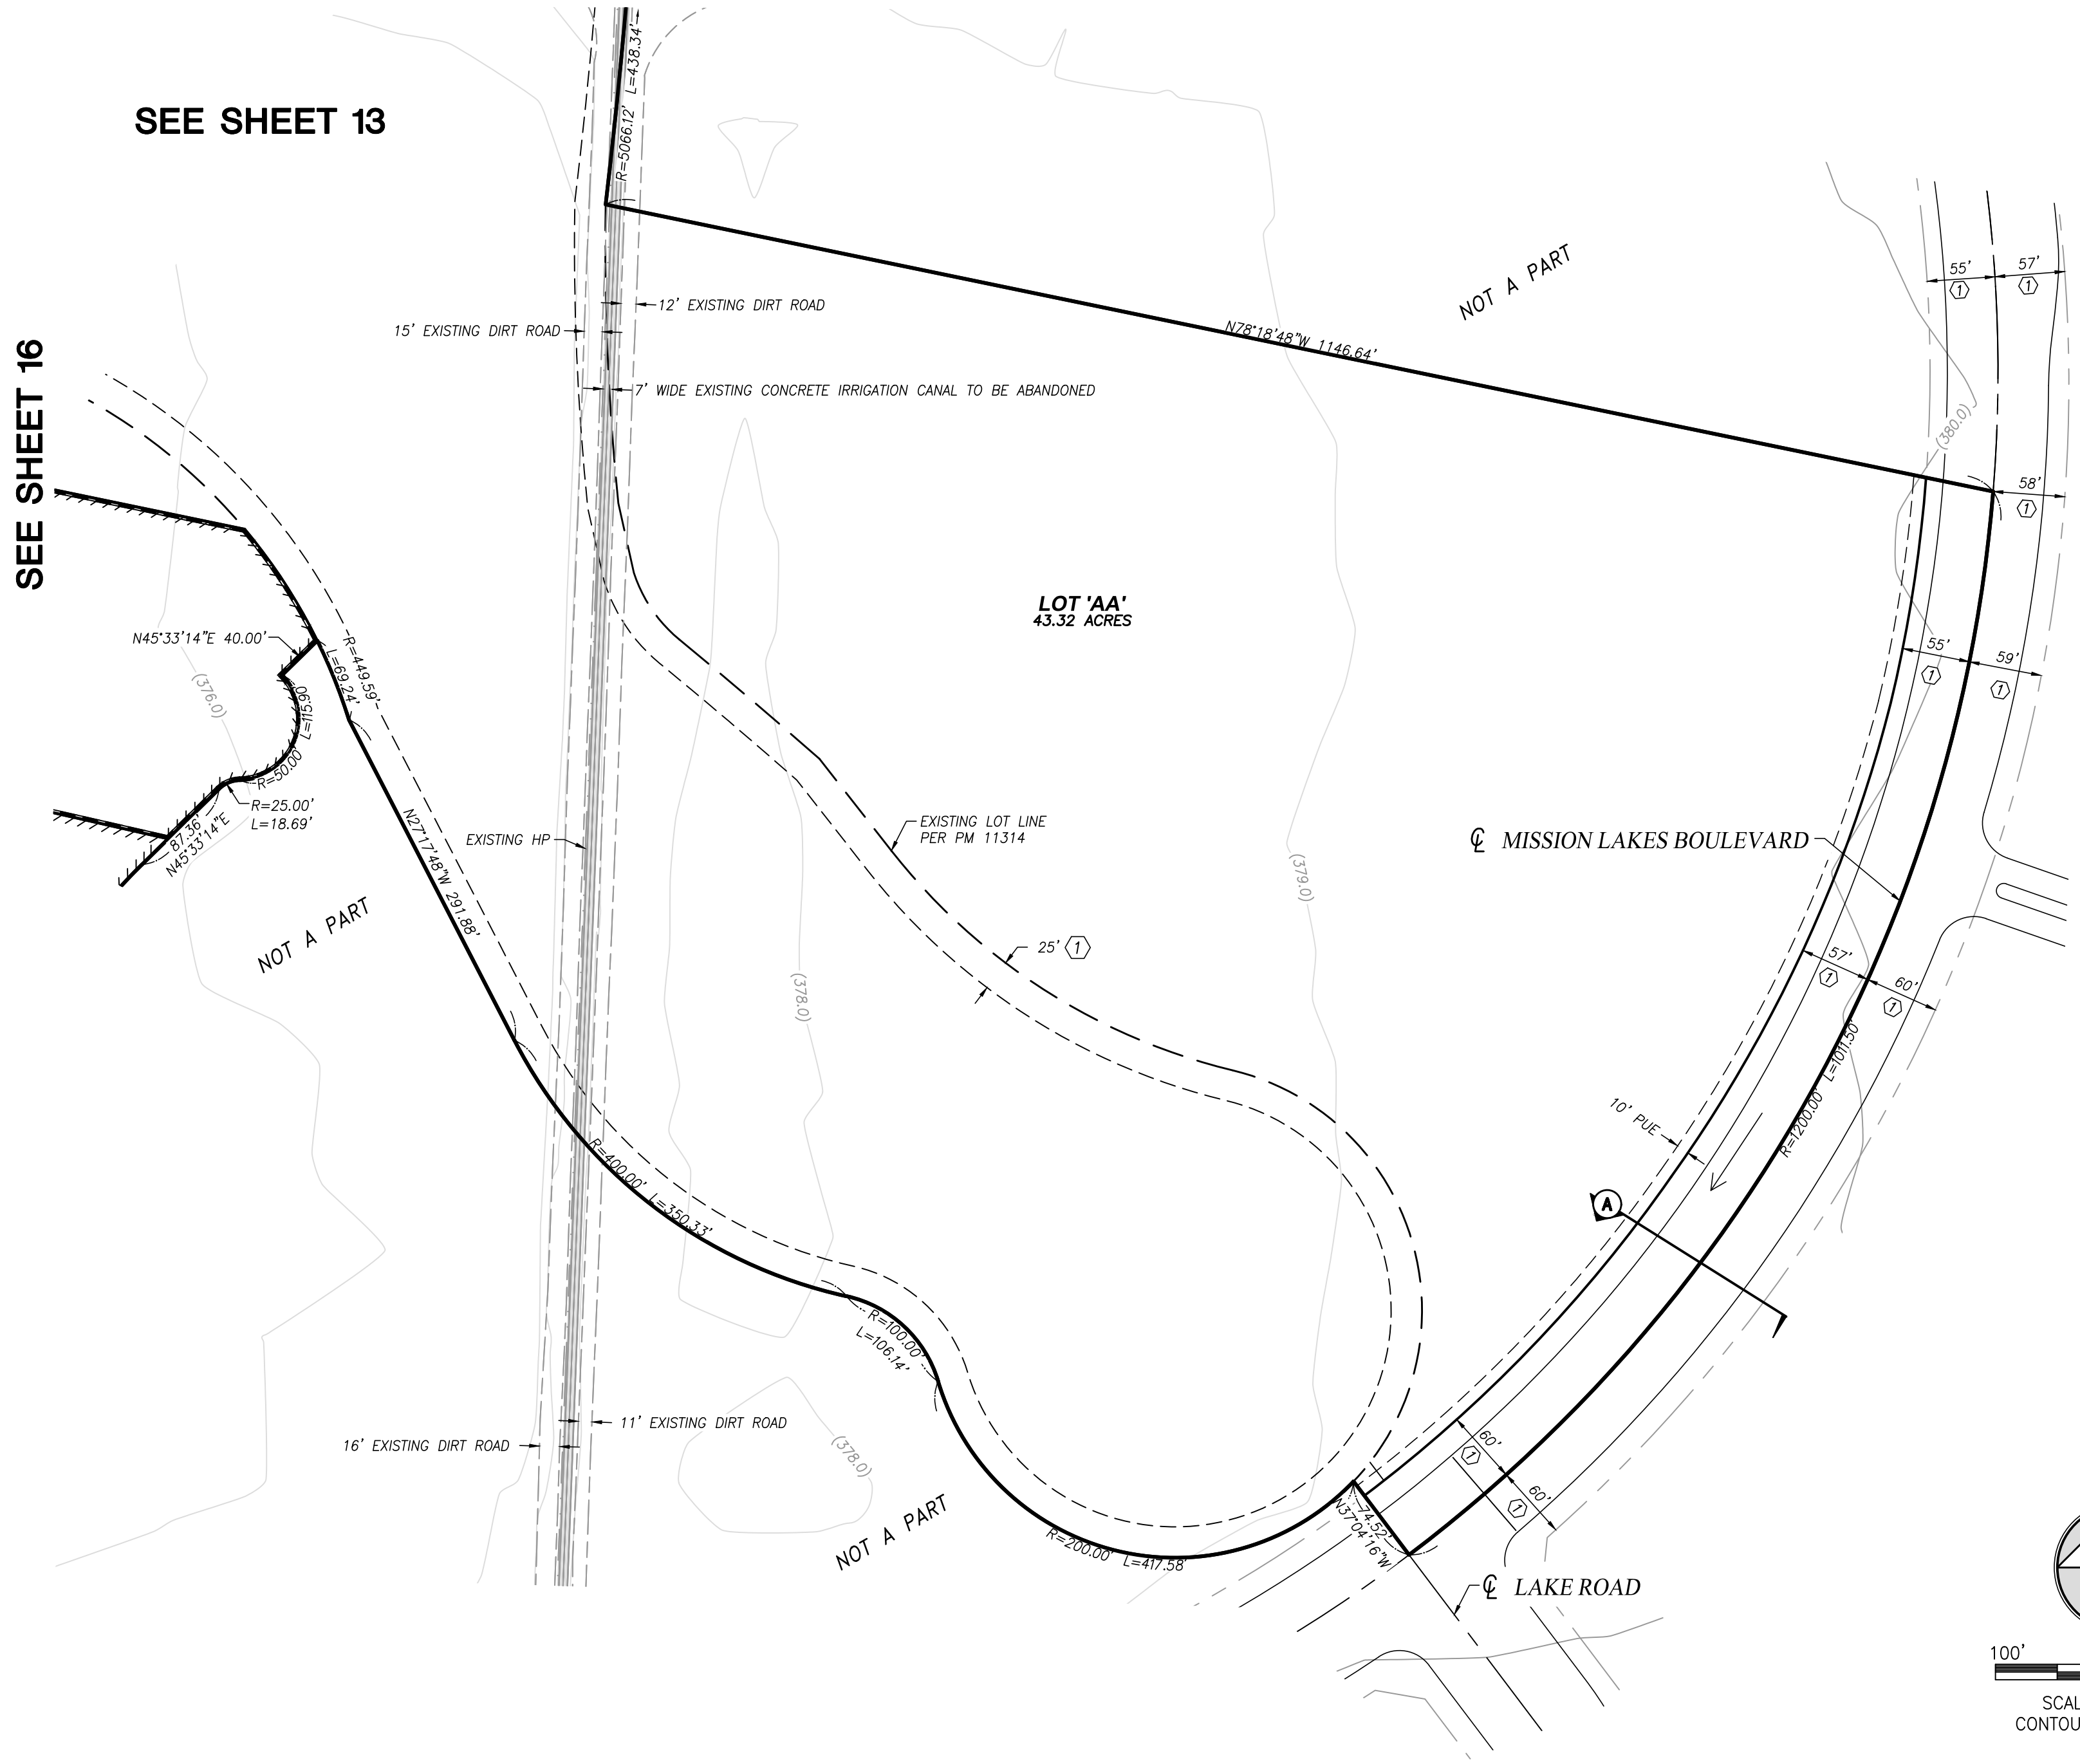 SEE SHEET 13
SEE SHEET 16
R=5066.12' L=438.34'
NOT A PART
55'
57'
1
1
12' EXISTING DIRT ROAD
15' EXISTING DIRT ROAD
N78°18'48"W 1146.64'
7' WIDE EXISTING CONCRETE IRRIGATION CANAL TO BE ABANDONED
(380.0)
58'
1
LOT 'AA'
43.32 ACRES
N45°33'14"E 40.00'
R=449.59'
L=69.24'
55'
59'
1
1
(376.0)
L=115.90'
R=50.00'
R=25.00'
L=18.69'
87.36'
N45°33'14"E
N27°17'48"W 291.88'
EXISTING HP
EXISTING LOT LINE
PER PM 11314
℄ MISSION LAKES BOULEVARD
(379.0)
NOT A PART
25' 1
(378.0)
57'
60'
1
1
R=1200.00' L=1011.50'
10' PUE
A
R=400.00' L=350.33'
R=100.00'
L=106.14'
11' EXISTING DIRT ROAD
16' EXISTING DIRT ROAD
(378.0)
60'
1
60'
1
NOT A PART
R=200.00' L=417.58'
74.52'
N37°04'16"W
℄ LAKE ROAD
100'
SCAL
CONTOU